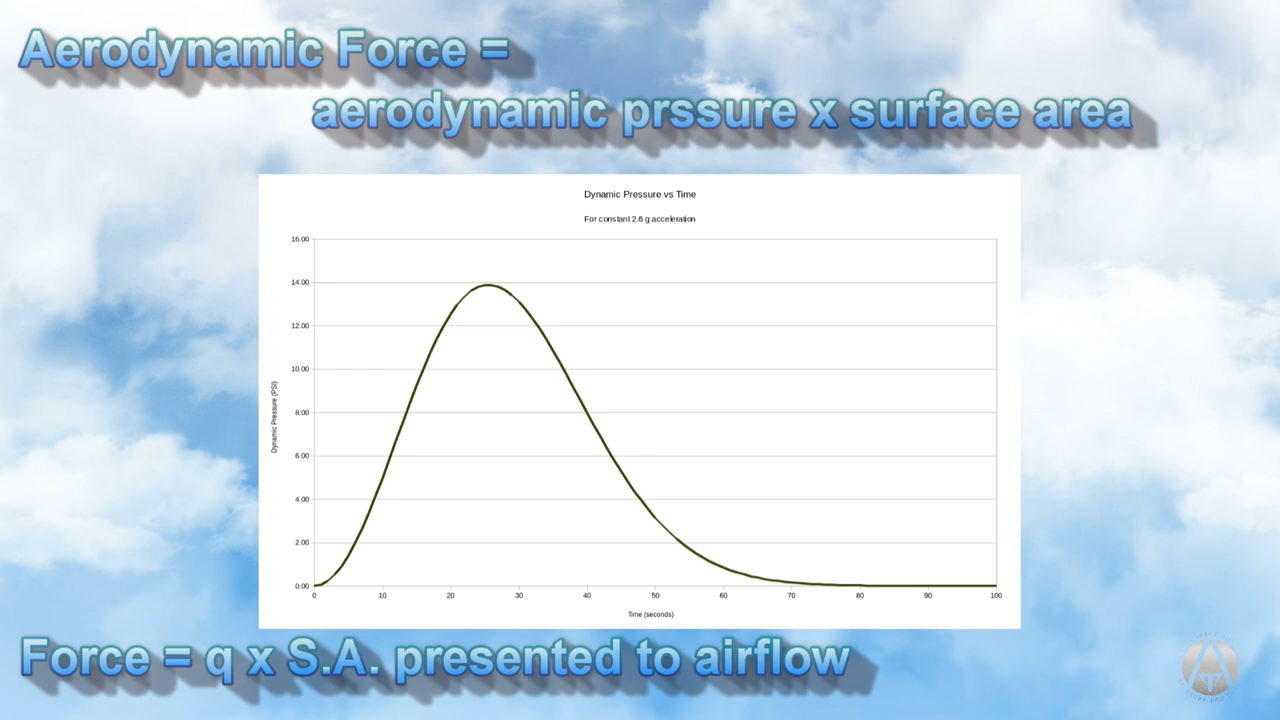 Aerodynamic Force =
aerodynamic prssure x surface area
Dynamic Pressure vs Time
For constant 2.6 g acceleration
16.00
14.00
12.00
10.00
8.00
6.00
4.00
2.00
0.00
Dynamic Pressure (PSI)
0 10 20 30 40 50 60 70 80 90 100
Time (seconds)
Force = q x S.A. presented to airflow